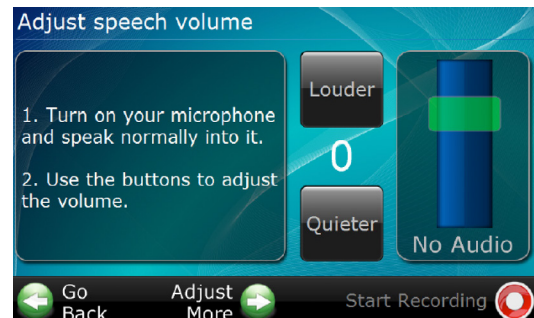 Adjust speech volume
1. Turn on your microphone
and speak normally into it.
2. Use the buttons to adjust
the volume.
Louder
0
Quieter
No Audio
Go
Back
Adjust
More
Start Recording